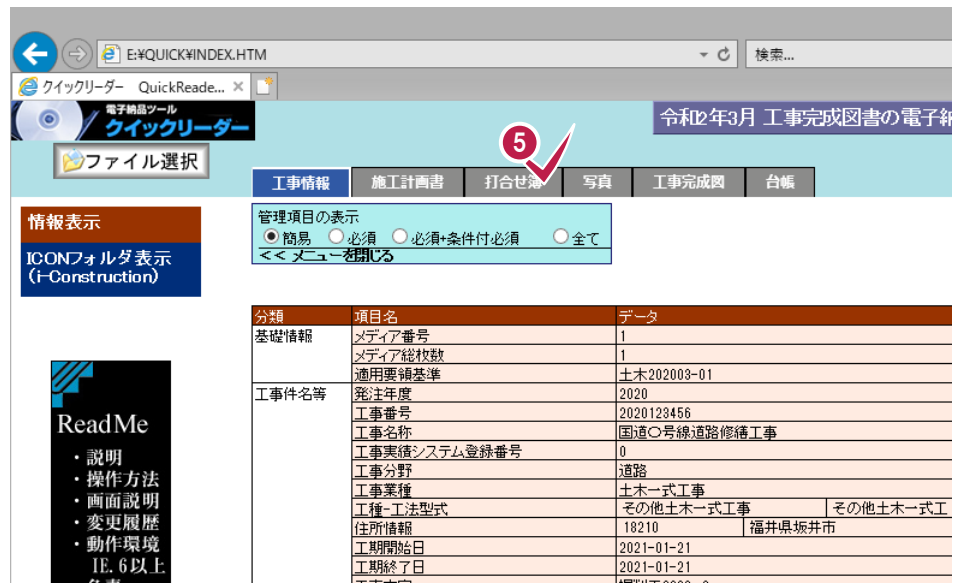 E:¥QUICK¥INDEX.HTM
検索...
クイックリーダー QuickReade...
電子納品ツール
クイックリーダー
令和2年3月 工事完成図書の電子納
5
ファイル選択
工事情報 施工計画書 打合せ簿 写真 工事完成図 台帳
情報表示
ICONフォルダ表示
(i-Construction)
管理項目の表示
簡易 必須 必須+条件付必須 全て
<< メニューを閉じる
分類 項目名 データ
基礎情報 メディア番号 1
メディア総枚数 1
適用要領基準 土木202003-01
工事件名等 発注年度 2020
工事番号 2020123456
工事名称 国道〇号線道路修繕工事
工事実績システム登録番号 0
工事分野 道路
工事業種 土木一式工事
工種-工法型式 その他土木一式工事 その他土木一式工
住所情報 18210 福井県坂井市
工期開始日 2021-01-21
工期終了日 2021-01-21
ReadMe
・説明
・操作方法
・画面説明
・変更履歴
・動作環境
IE.6以上